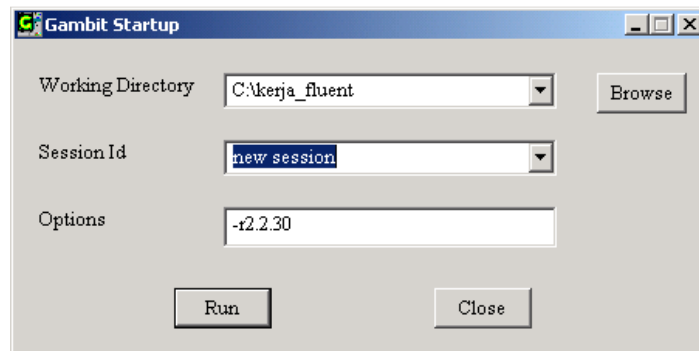 Gambit Startup
Working Directory C:\kerja_fluent Browse
Session Id new session
Options -r2.2.30
Run Close